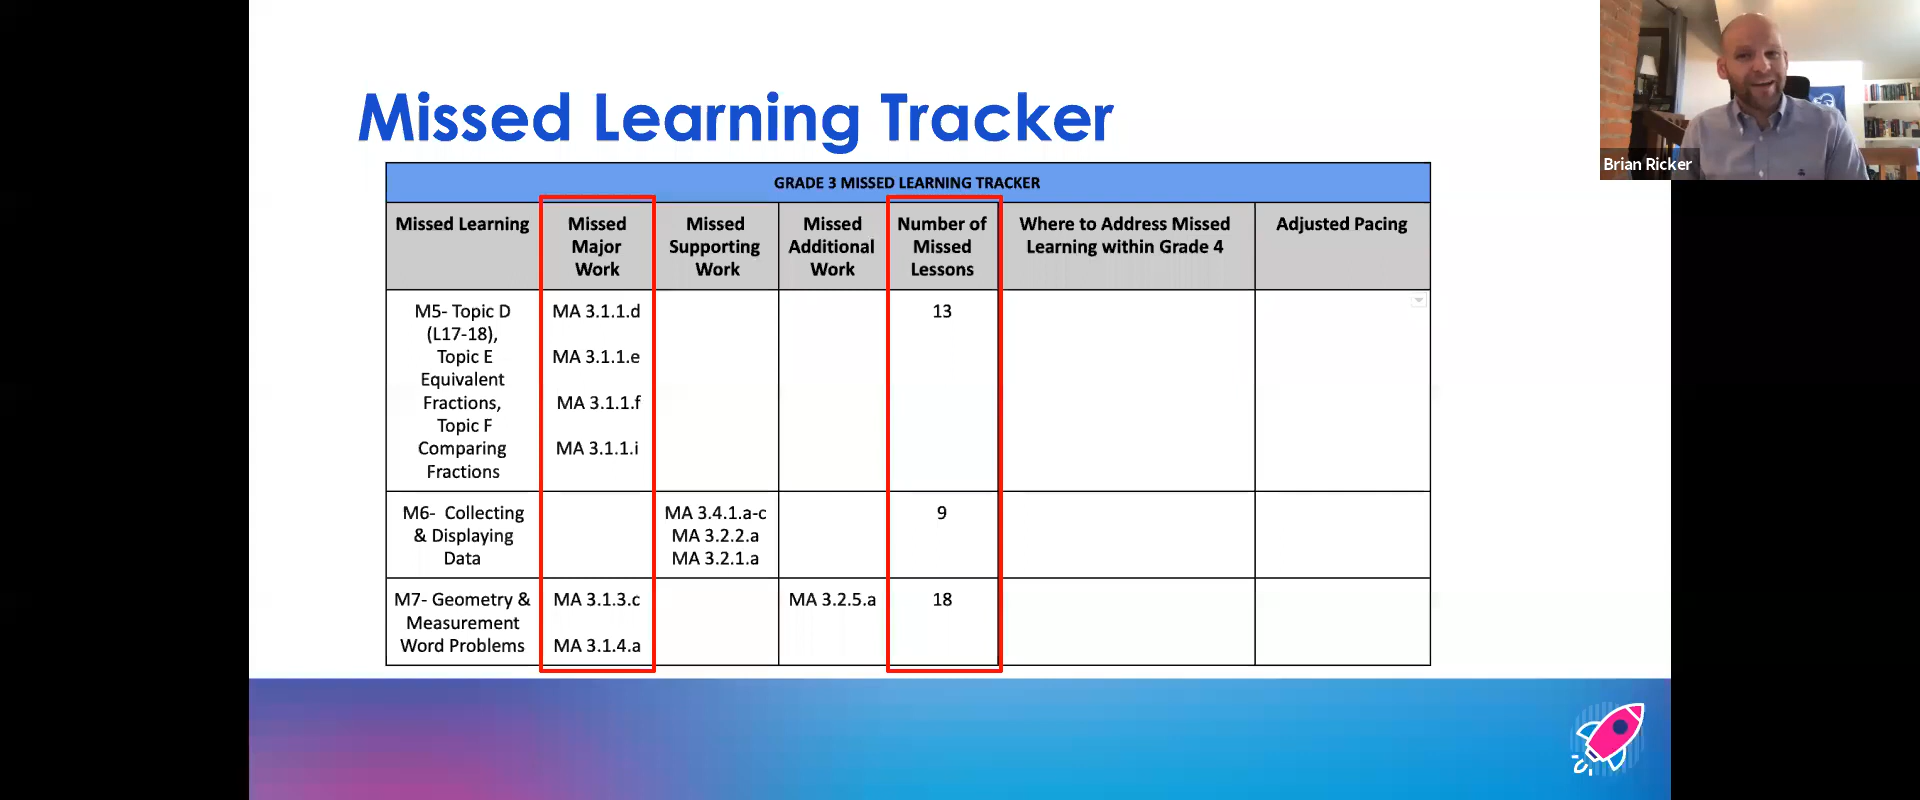 Missed Learning Tracker
Brian Ricker
GRADE 3 MISSED LEARNING TRACKER
Missed Learning
Missed
Major
Work
Missed
Supporting
Work
Missed
Additional
Work
Number of
Missed
Lessons
Where to Address Missed
Learning within Grade 4
Adjusted Pacing
M5- Topic D
(L17-18),
Topic E
Equivalent
Fractions,
Topic F
Comparing
Fractions
MA 3.1.1.d
MA 3.1.1.e
MA 3.1.1.f
MA 3.1.1.i
13
M6- Collecting
& Displaying
Data
MA 3.4.1.a-c
MA 3.2.2.a
MA 3.2.1.a
9
M7- Geometry &
Measurement
Word Problems
MA 3.1.3.c
MA 3.1.4.a
MA 3.2.5.a
18